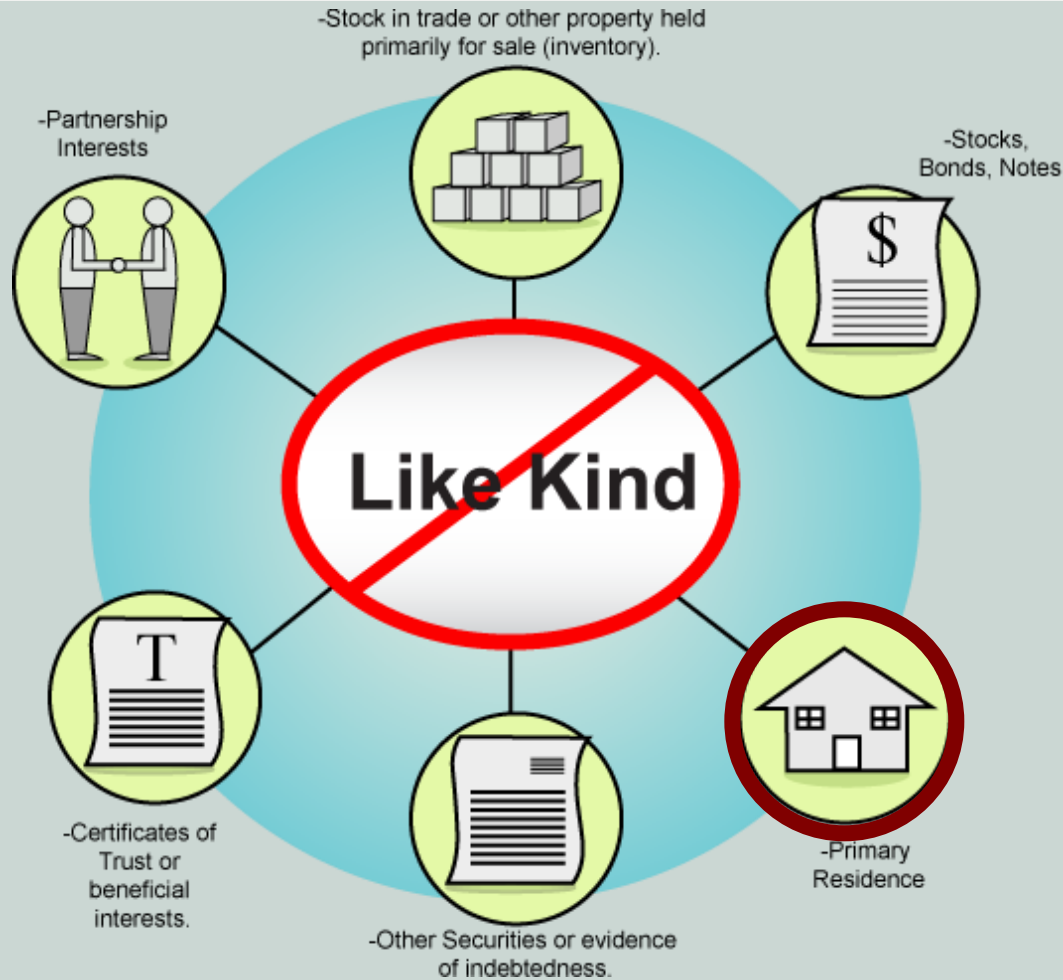 -Stock in trade or other property held
primarily for sale (inventory).
-Partnership
Interests
-Stocks,
Bonds, Notes
$
Like Kind
T
-Certificates of
Trust or
beneficial
interests.
-Primary
Residence
-Other Securities or evidence
of indebtedness.